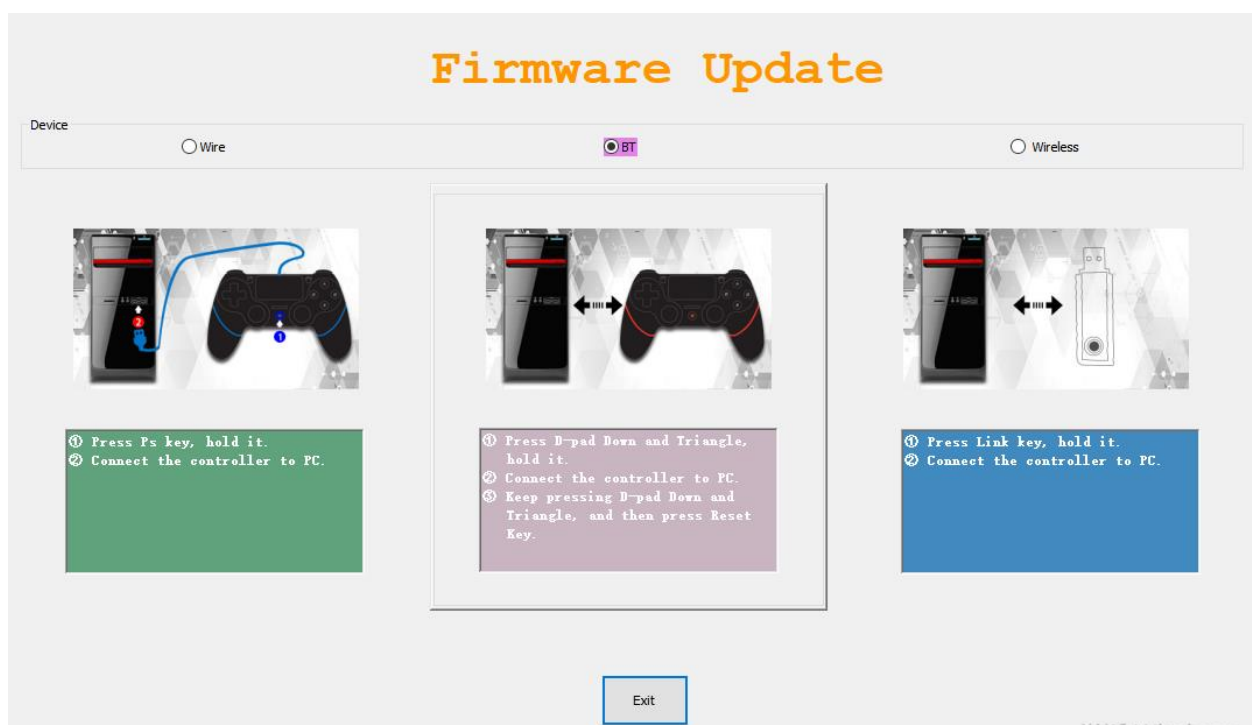 Firmware Update
Device
Wire
BT
Wireless
2
1
① Press Ps key, hold it.
② Connect the controller to PC.
① Press D-pad Down and Triangle,
hold it.
② Connect the controller to PC.
③ Keep pressing D-pad Down and
Triangle, and then press Reset
Key.
① Press Link key, hold it.
② Connect the controller to PC.
Exit